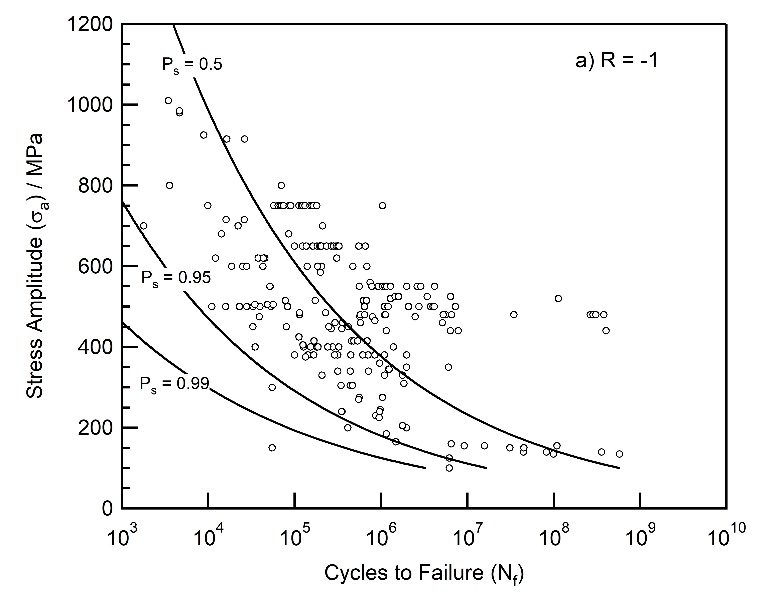 1200
1000
800
600
400
200
0
Stress Amplitude (σa) / MPa
a) R = -1
Ps = 0.5
Ps = 0.95
Ps = 0.99
10^3 10^4 10^5 10^6 10^7 10^8 10^9 10^10
Cycles to Failure (Nf)